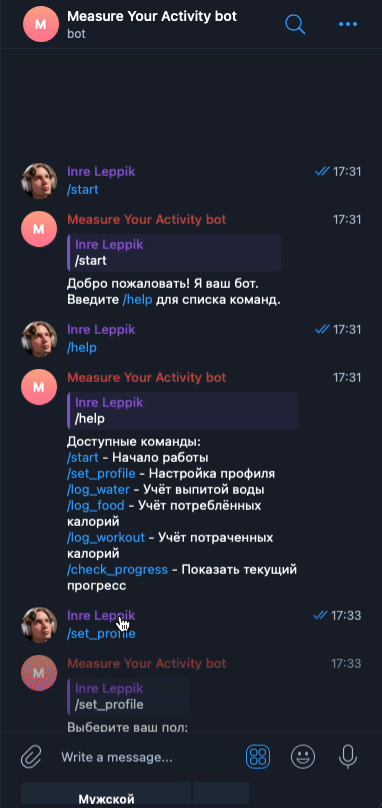 Measure Your Activity bot
bot
Inre Leppik
17:31
/start
Measure Your Activity bot
17:31
Inre Leppik
/start
Добро пожаловать! Я ваш бот.
Введите /help для списка команд.
Inre Leppik
17:31
/help
Measure Your Activity bot
17:31
Inre Leppik
/help
Доступные команды:
/start - Начало работы
/set_profile - Настройка профиля
/log_water - Учёт выпитой воды
/log_food - Учёт потреблённых
калорий
/log_workout - Учёт потраченных
калорий
/check_progress - Показать текущий
прогресс
Inre Leppik
17:33
/set_profile
Measure Your Activity bot
17:33
Inre Leppik
/set_profile
Выберите ваш пол:
Write a message...
Мужской